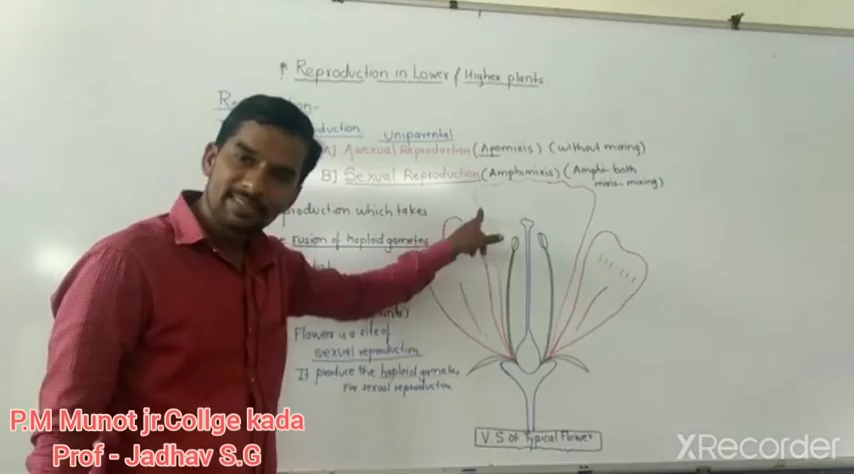 * Reproduction in Lower & Higher plants
Uniparental
A] Asexual Reproduction (Apomixis) (without mixing)
B] Sexual Reproduction (Amphimixis) (Amphi- both
mixis- mixing)
production which takes
Fusion of haploid gametes
Flower is a site of
sexual reproduction
It produce the haploid gametes
For sexual reproduction
V S of Typical Flower
P.M Munot jr.Collge kada
Prof - Jadhav S.G
XRecorder